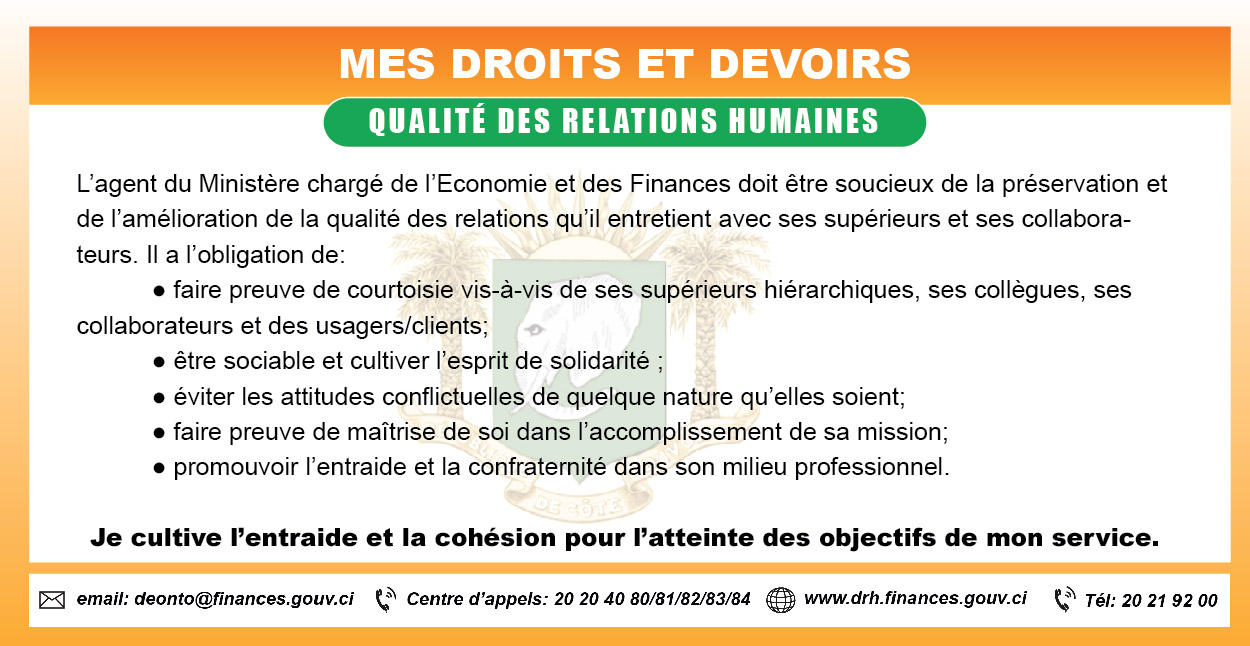 MES DROITS ET DEVOIRS
QUALITÉ DES RELATIONS HUMAINES
L’agent du Ministère chargé de l’Economie et des Finances doit être soucieux de la préservation et
de l’amélioration de la qualité des relations qu’il entretient avec ses supérieurs et ses collabora-
teurs. Il a l’obligation de:
● faire preuve de courtoisie vis-à-vis de ses supérieurs hiérarchiques, ses collègues, ses
collaborateurs et des usagers/clients;
● être sociable et cultiver l’esprit de solidarité ;
● éviter les attitudes conflictuelles de quelque nature qu’elles soient;
● faire preuve de maîtrise de soi dans l’accomplissement de sa mission;
● promouvoir l’entraide et la confraternité dans son milieu professionnel.
DE CÔTE
Je cultive l’entraide et la cohésion pour l’atteinte des objectifs de mon service.
email: deonto@finances.gouv.ci Centre d’appels: 20 20 40 80/81/82/83/84 www.drh.finances.gouv.ci Tél: 20 21 92 00